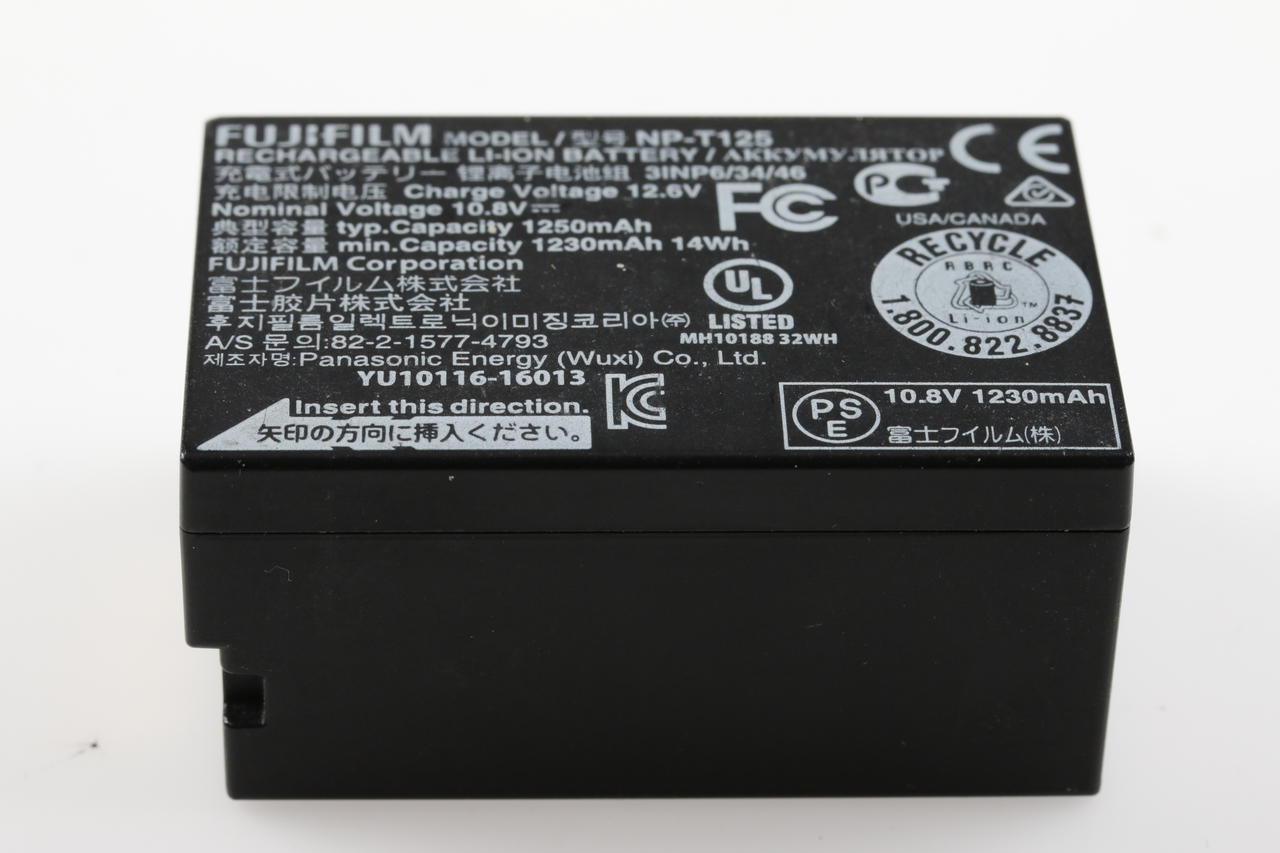 FUJIFILM MODEL / 型号 NP-T125
RECHARGEABLE LI-ION BATTERY / АККУМУЛЯТОР
充電式バッテリー 锂离子电池组 3INP6/34/46
充电限制电压 Charge Voltage 12.6V
Nominal Voltage 10.8V⎓
典型容量 typ.Capacity 1250mAh
额定容量 min.Capacity 1230mAh 14Wh
FUJIFILM Corporation
富士フイルム株式会社
富士胶片株式会社
후지필름일렉트로닉이미징코리아㈜
A/S 문의:82-2-1577-4793
제조자명:Panasonic Energy (Wuxi) Co., Ltd.
YU10116-16013
Insert this direction.
矢印の方向に挿入ください。
CE
FC
PCT
UL
LISTED
MH10188 32WH
USA/CANADA
RECYCLE
RBRC
Li-ion
TM
1.800.822.8837
KC
PSE
10.8V 1230mAh
富士フイルム(株)